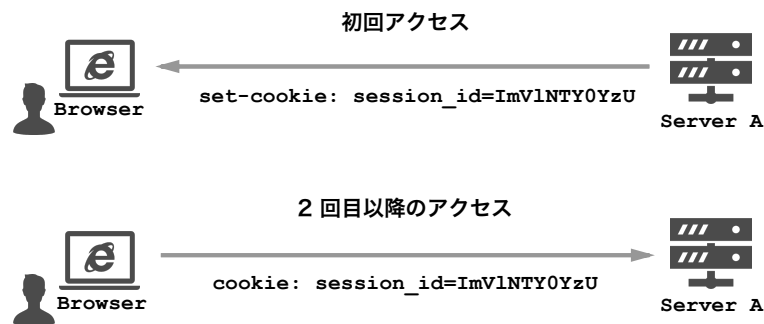 初回アクセス
set-cookie: session_id=ImVlNTY0YzU
Browser
Server A
2 回目以降のアクセス
cookie: session_id=ImVlNTY0YzU
Browser
Server A